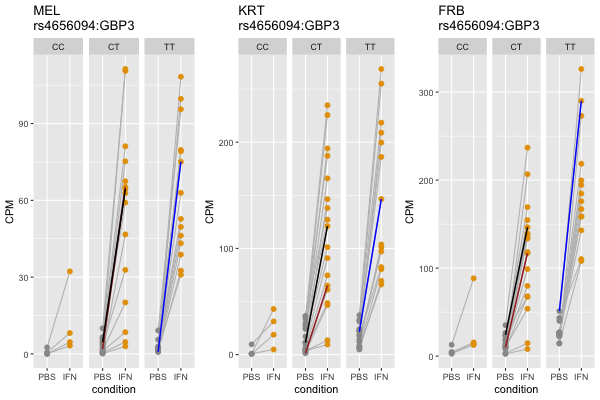 MEL
rs4656094:GBP3
CC CT TT
CPM
90
60
30
0
PBS IFN PBS IFN PBS IFN
condition
KRT
rs4656094:GBP3
CC CT TT
CPM
200
100
0
PBS IFN PBS IFN PBS IFN
condition
FRB
rs4656094:GBP3
CC CT TT
CPM
300
200
100
0
PBS IFN PBS IFN PBS IFN
condition